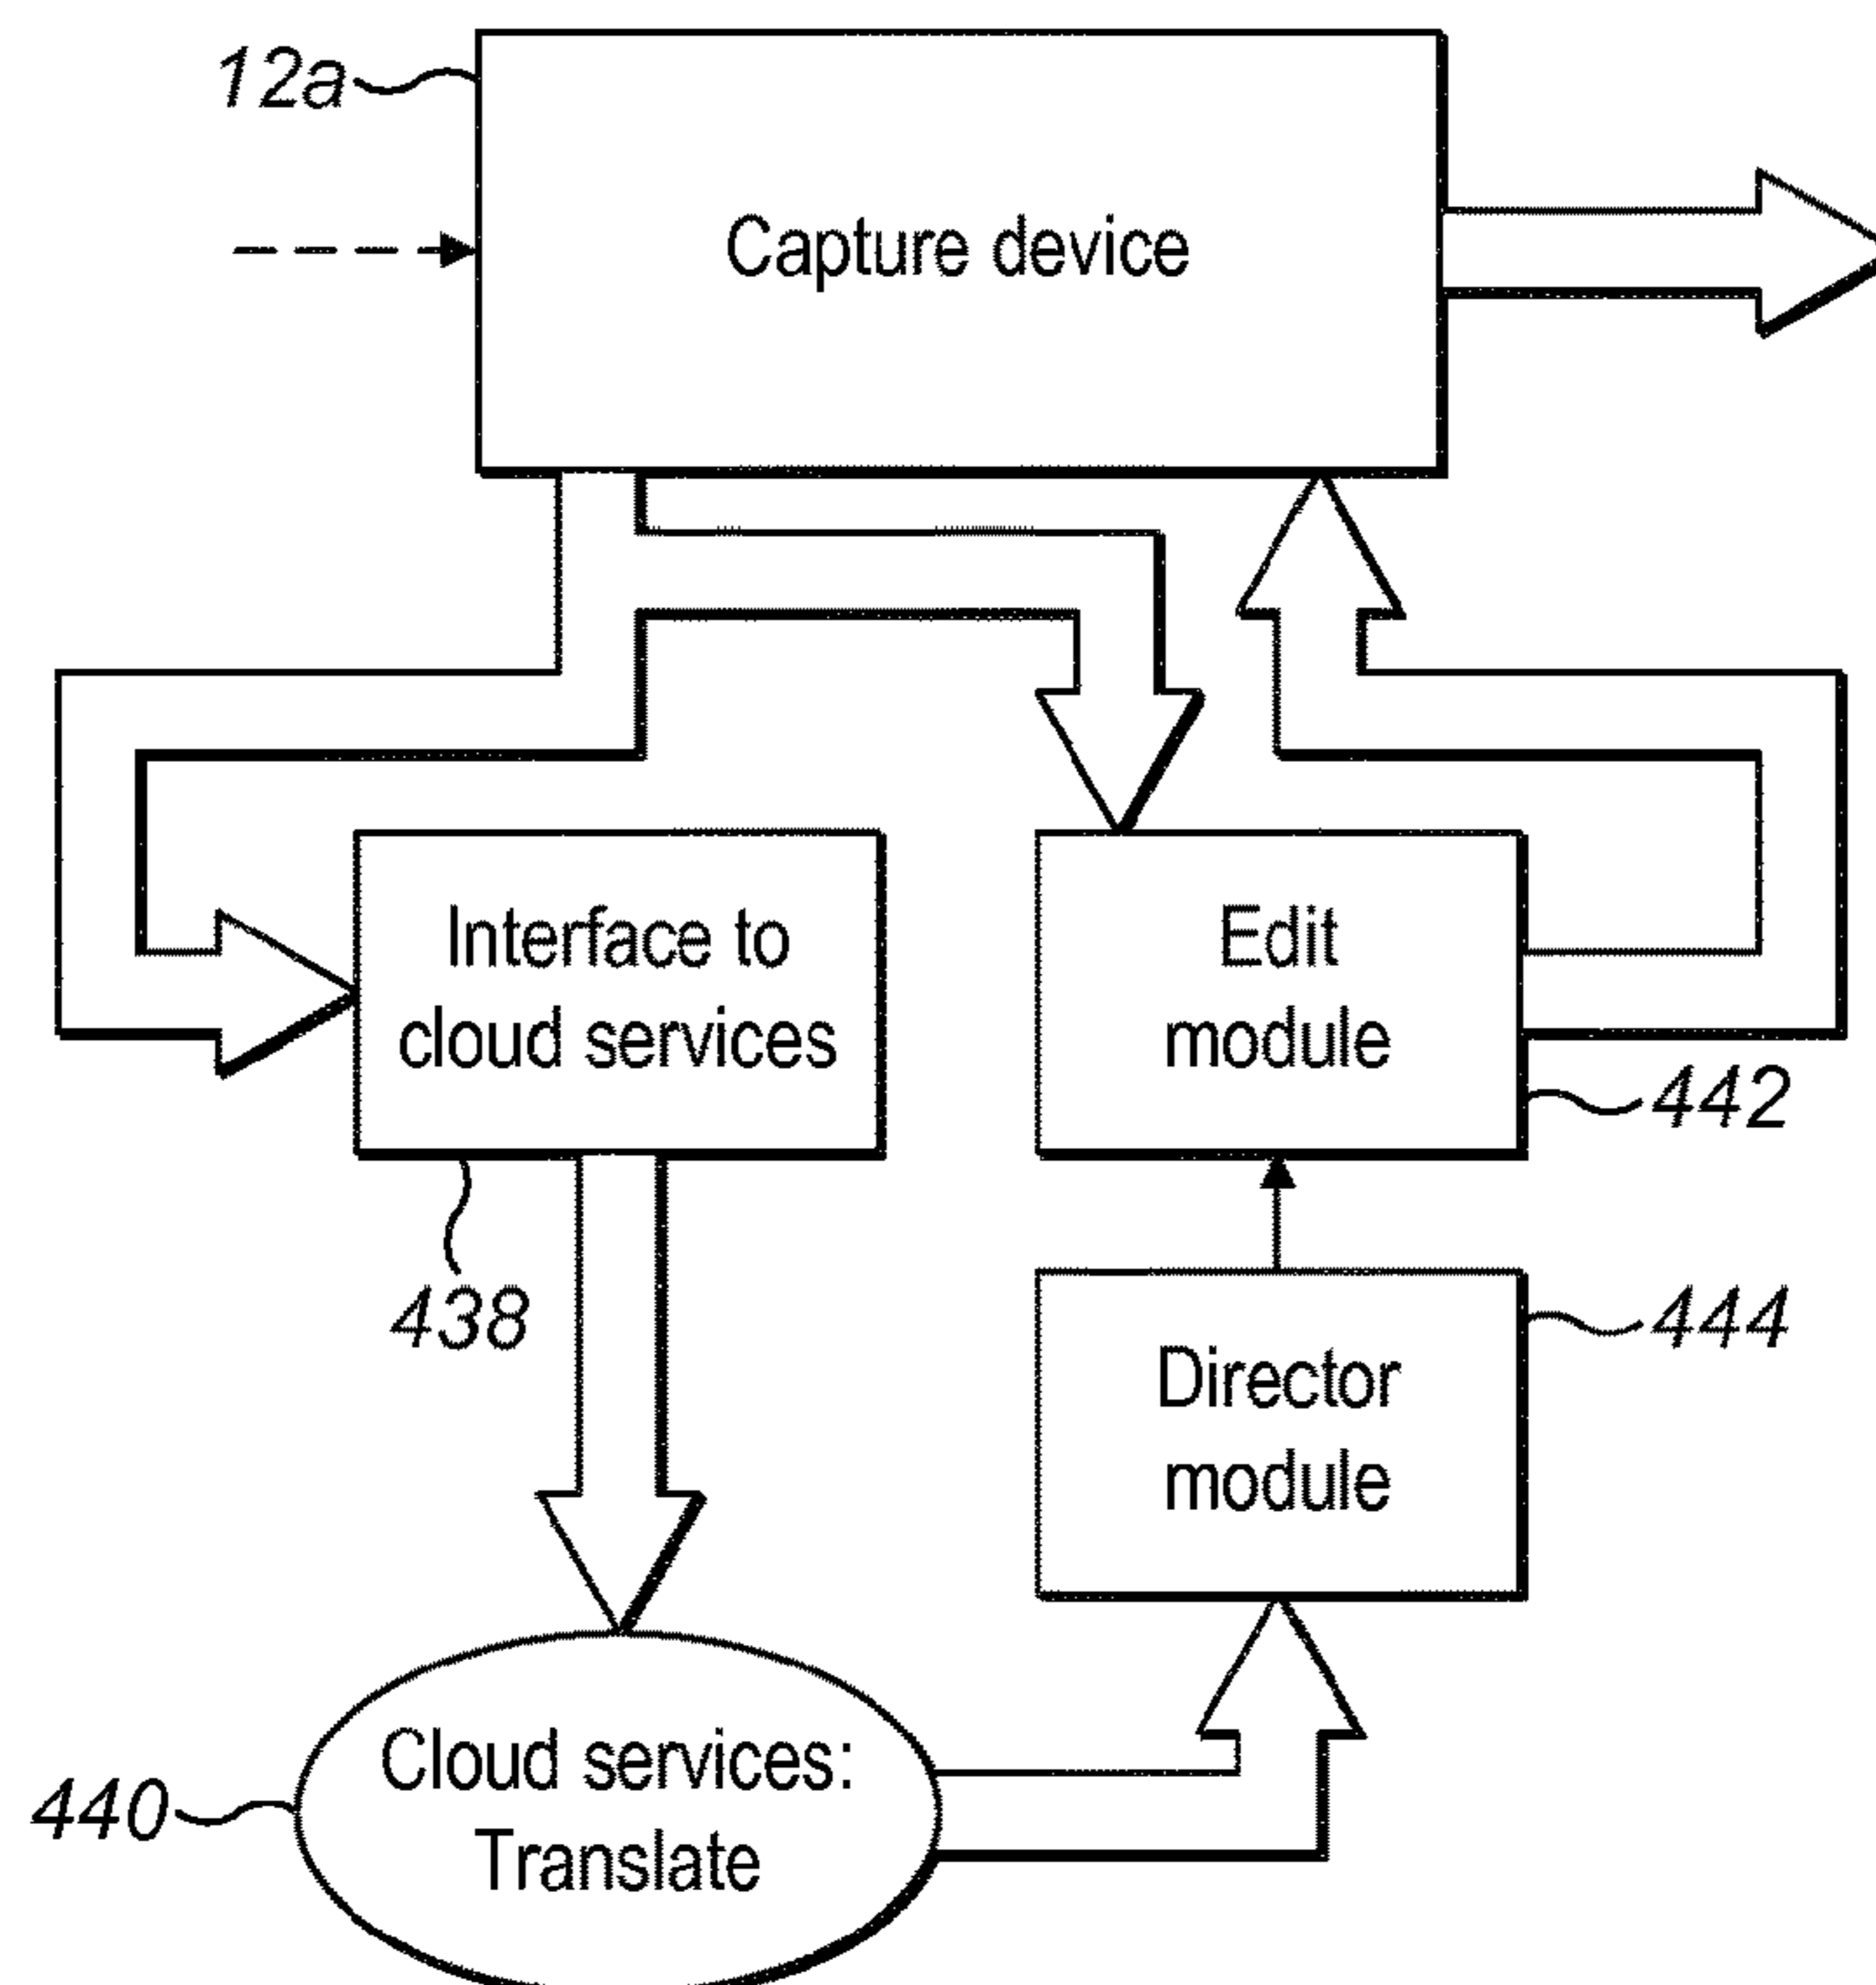 12a
Capture device
Interface to
cloud services
Edit
module
442
438
444
Director
module
Cloud services:
Translate
440